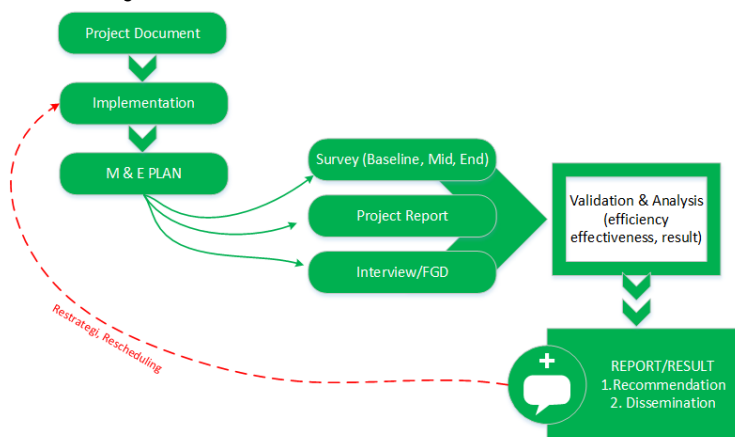 Project Document
Implementation
M & E PLAN
Survey (Baseline, Mid, End)
Project Report
Interview/FGD
Validation & Analysis
(efficiency
effectiveness, result)
Restrategi, Rescheduling
REPORT/RESULT
1.Recommendation
2. Dissemination